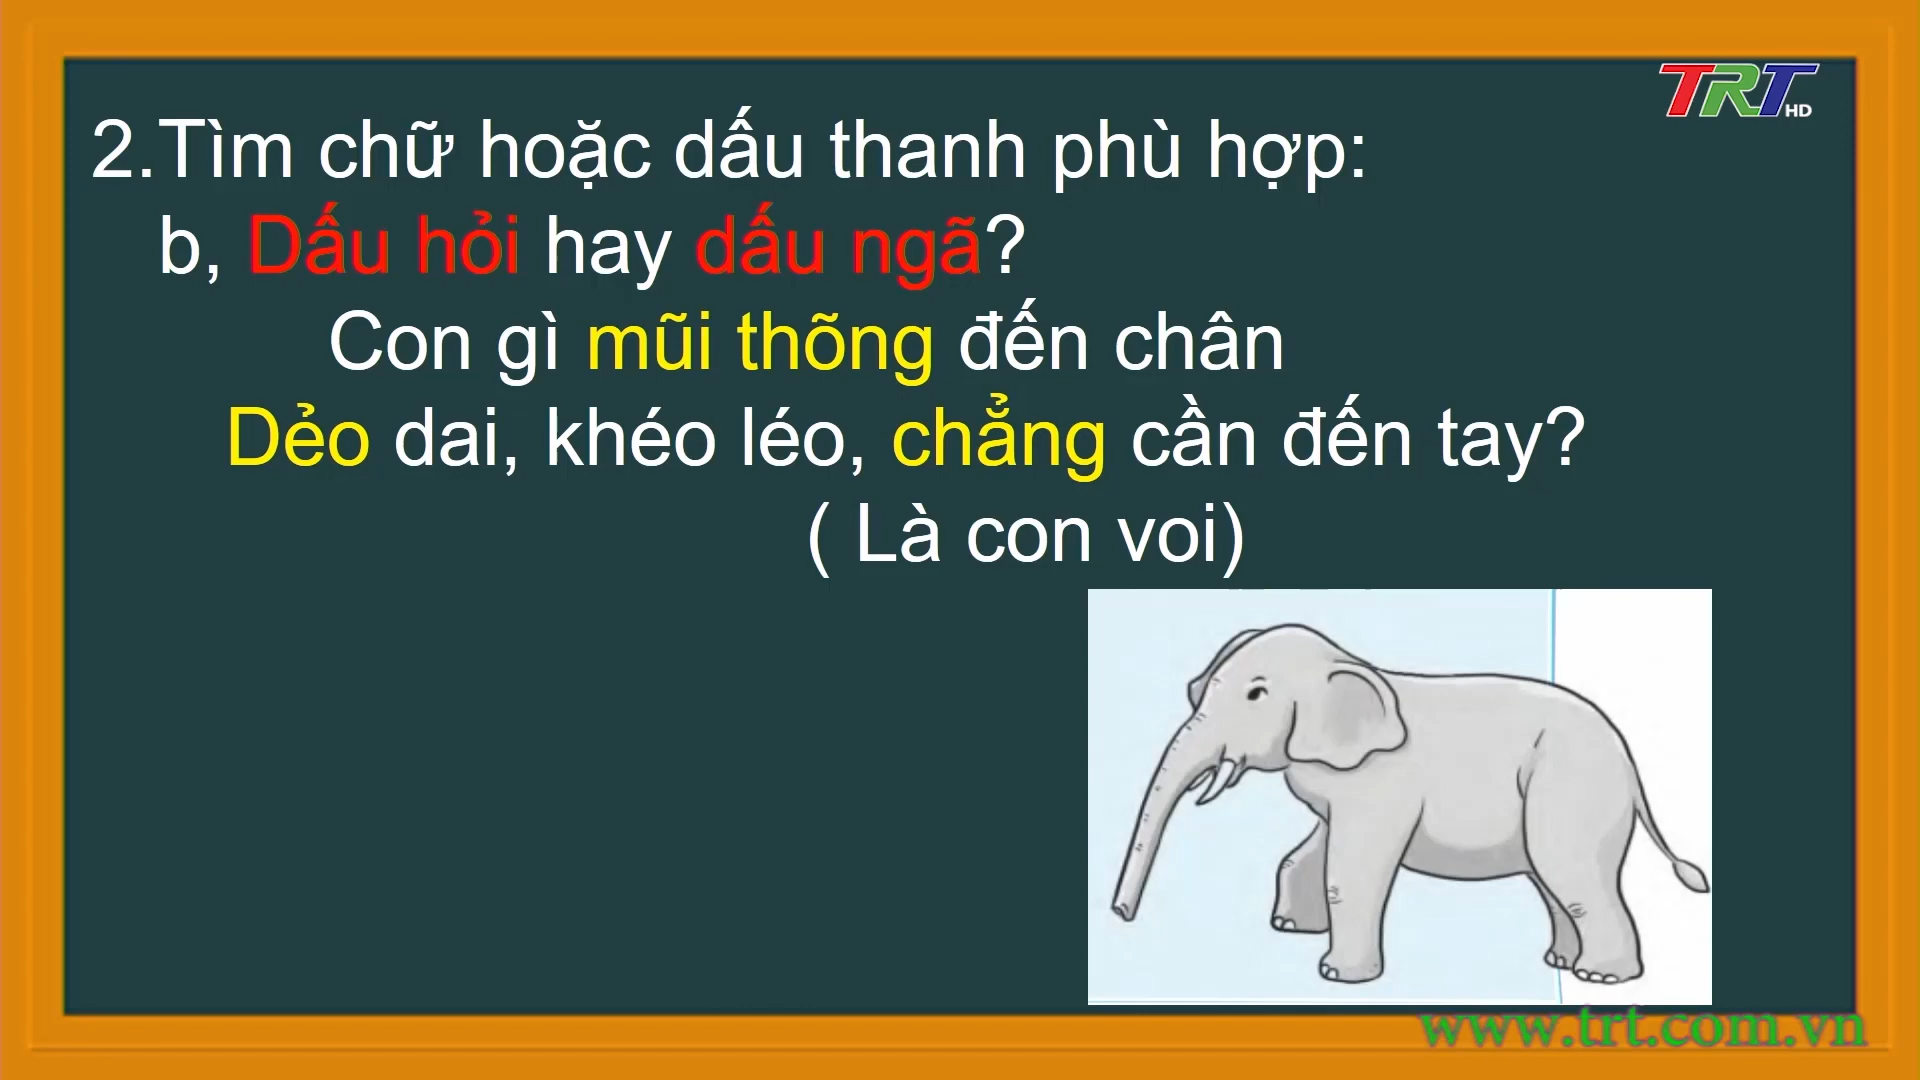 TRT HD
2.Tìm chữ hoặc dấu thanh phù hợp:
b, Dấu hỏi hay dấu ngã?
Con gì mũi thõng đến chân
Dẻo dai, khéo léo, chẳng cần đến tay?
( Là con voi)
www.trt.com.vn